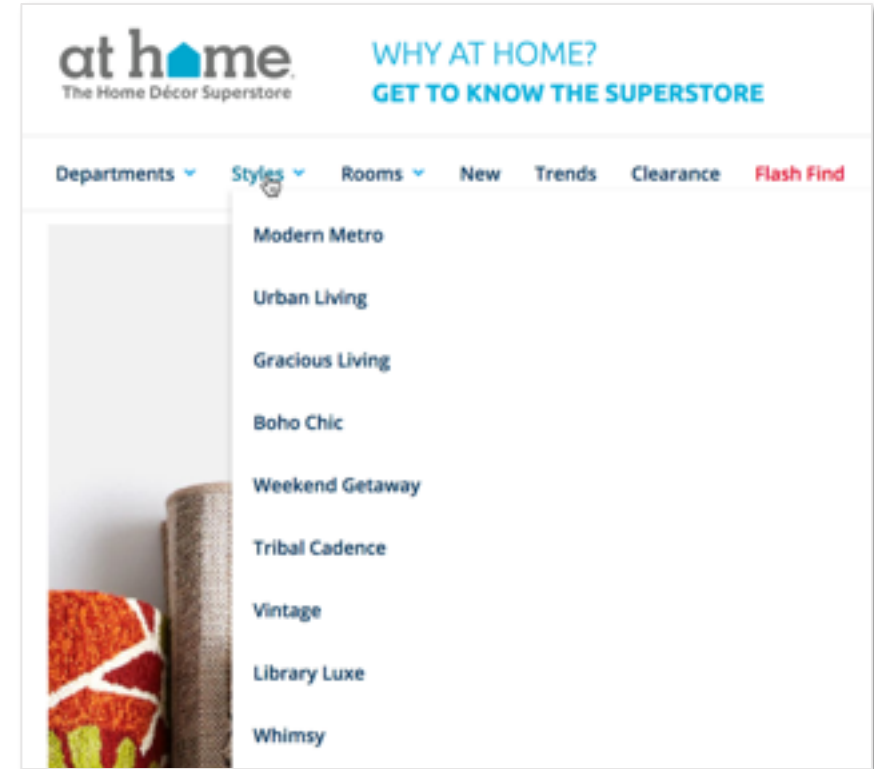 at home
The Home Décor Superstore
WHY AT HOME?
GET TO KNOW THE SUPERSTORE
Departments Styles Rooms New Trends Clearance Flash Find
Modern Metro
Urban Living
Gracious Living
Boho Chic
Weekend Getaway
Tribal Cadence
Vintage
Library Luxe
Whimsy